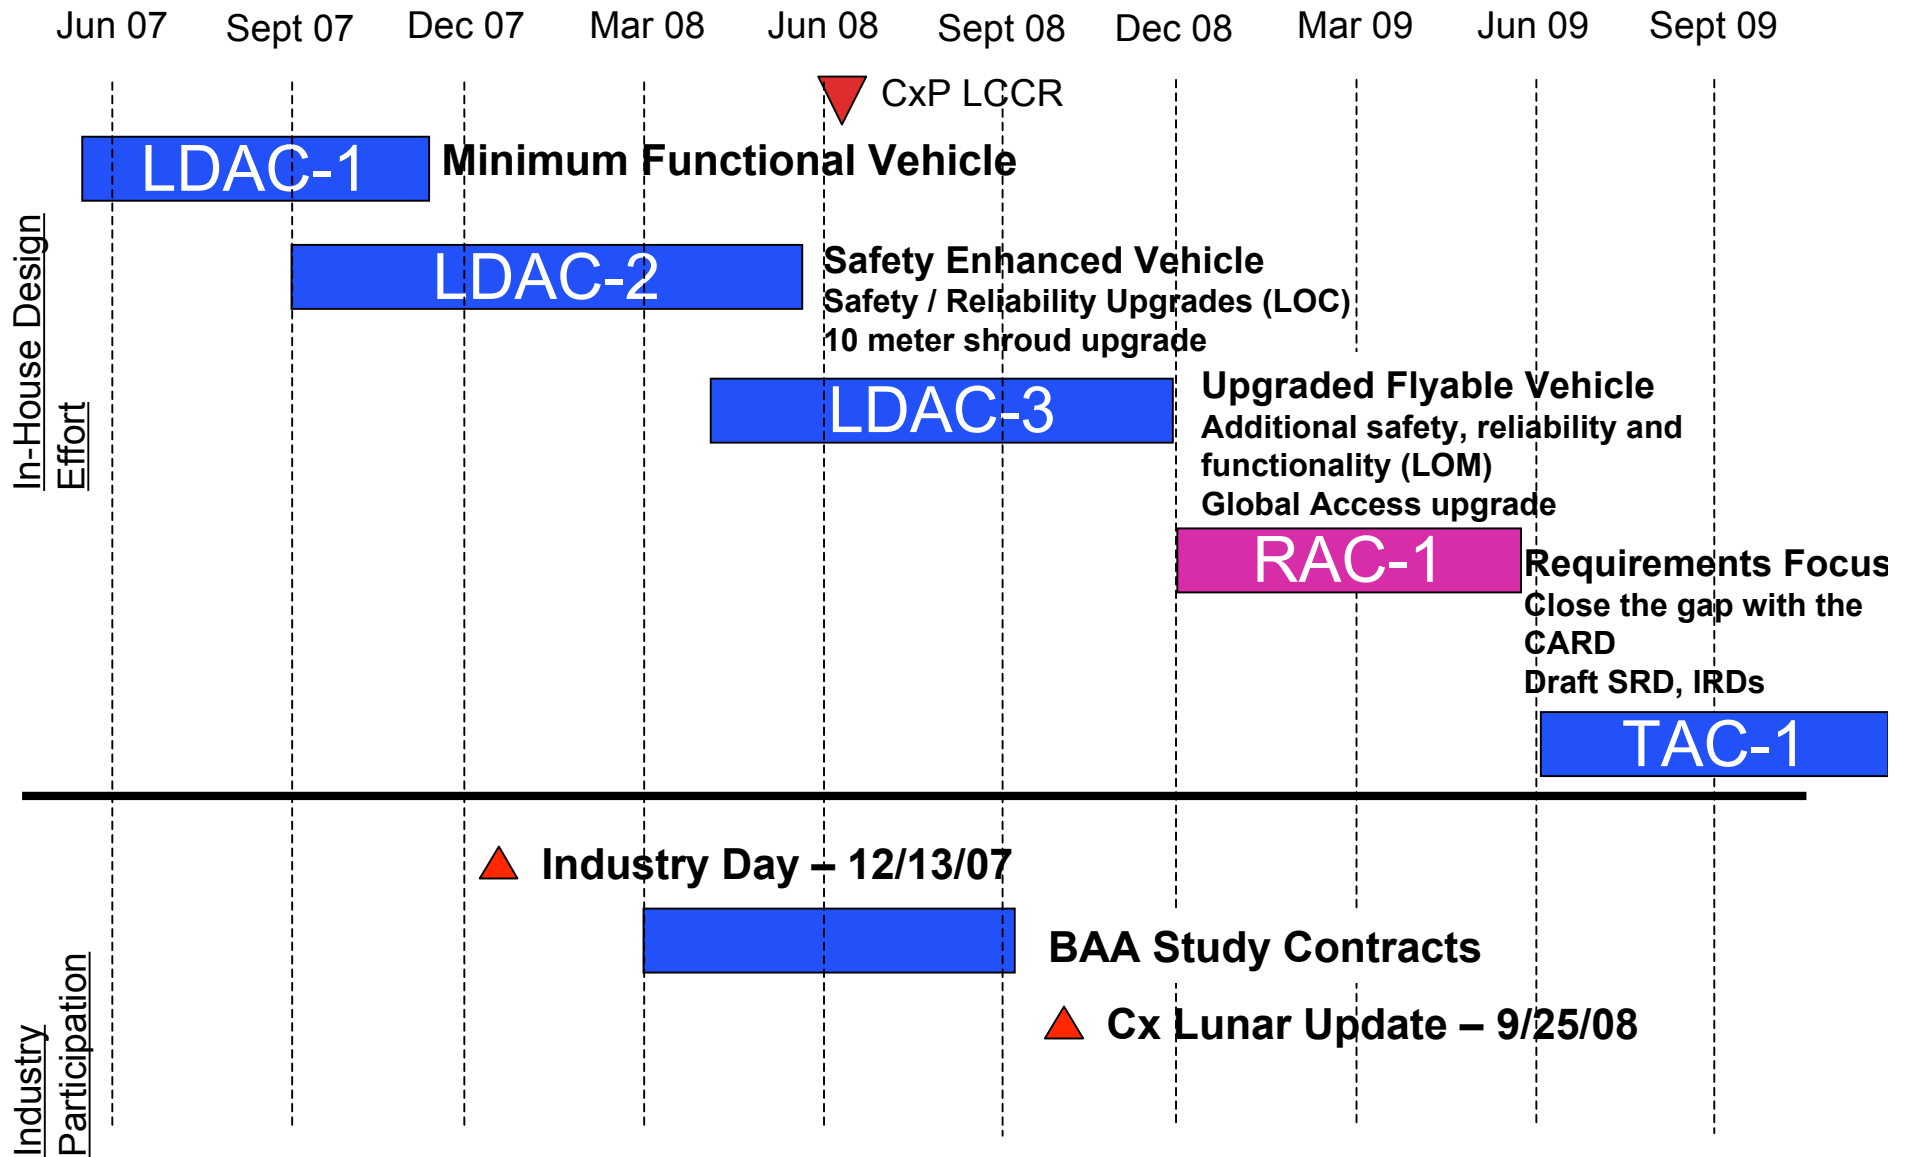 Jun 07
Sept 07
Dec 07
Mar 08
Jun 08
Sept 08
Dec 08
Mar 09
Jun 09
Sept 09
CxP LCCR
LDAC-1
Minimum Functional Vehicle
In-House Design
Effort
LDAC-2
Safety Enhanced Vehicle
Safety / Reliability Upgrades (LOC)
10 meter shroud upgrade
LDAC-3
Upgraded Flyable Vehicle
Additional safety, reliability and
functionality (LOM)
Global Access upgrade
RAC-1
Requirements Focus
Close the gap with the
CARD
Draft SRD, IRDs
TAC-1
Industry Day – 12/13/07
BAA Study Contracts
Industry
Participation
Cx Lunar Update – 9/25/08